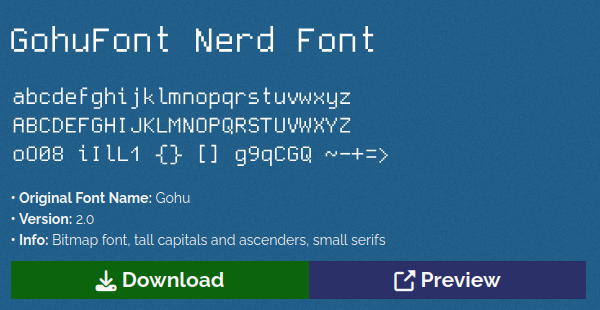 GohuFont Nerd Font
abcdefghijklmnopqrstuvwxyz
ABCDEFGHIJKLMNOPQRSTUVWXYZ
oO08 iIlL1 {} [] g9qCGQ ~-+=>
• Original Font Name: Gohu
• Version: 2.0
• Info: Bitmap font, tall capitals and ascenders, small serifs
Download Preview